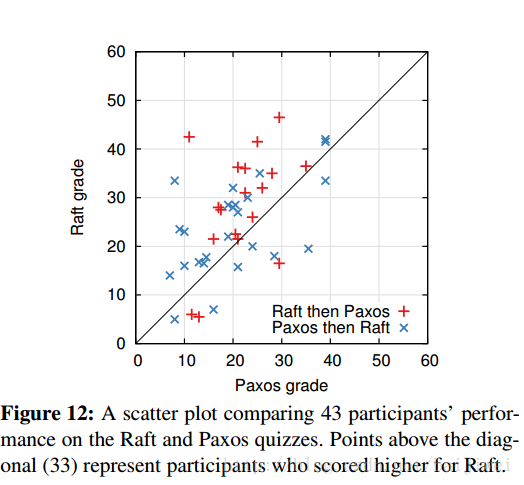 60
50
40
30
20
10
0
Raft grade
Raft then Paxos
Paxos then Raft
0 10 20 30 40 50 60
Paxos grade
Figure 12: A scatter plot comparing 43 participants' perfor-
mance on the Raft and Paxos quizzes. Points above the diag-
onal (33) represent participants who scored higher for Raft.